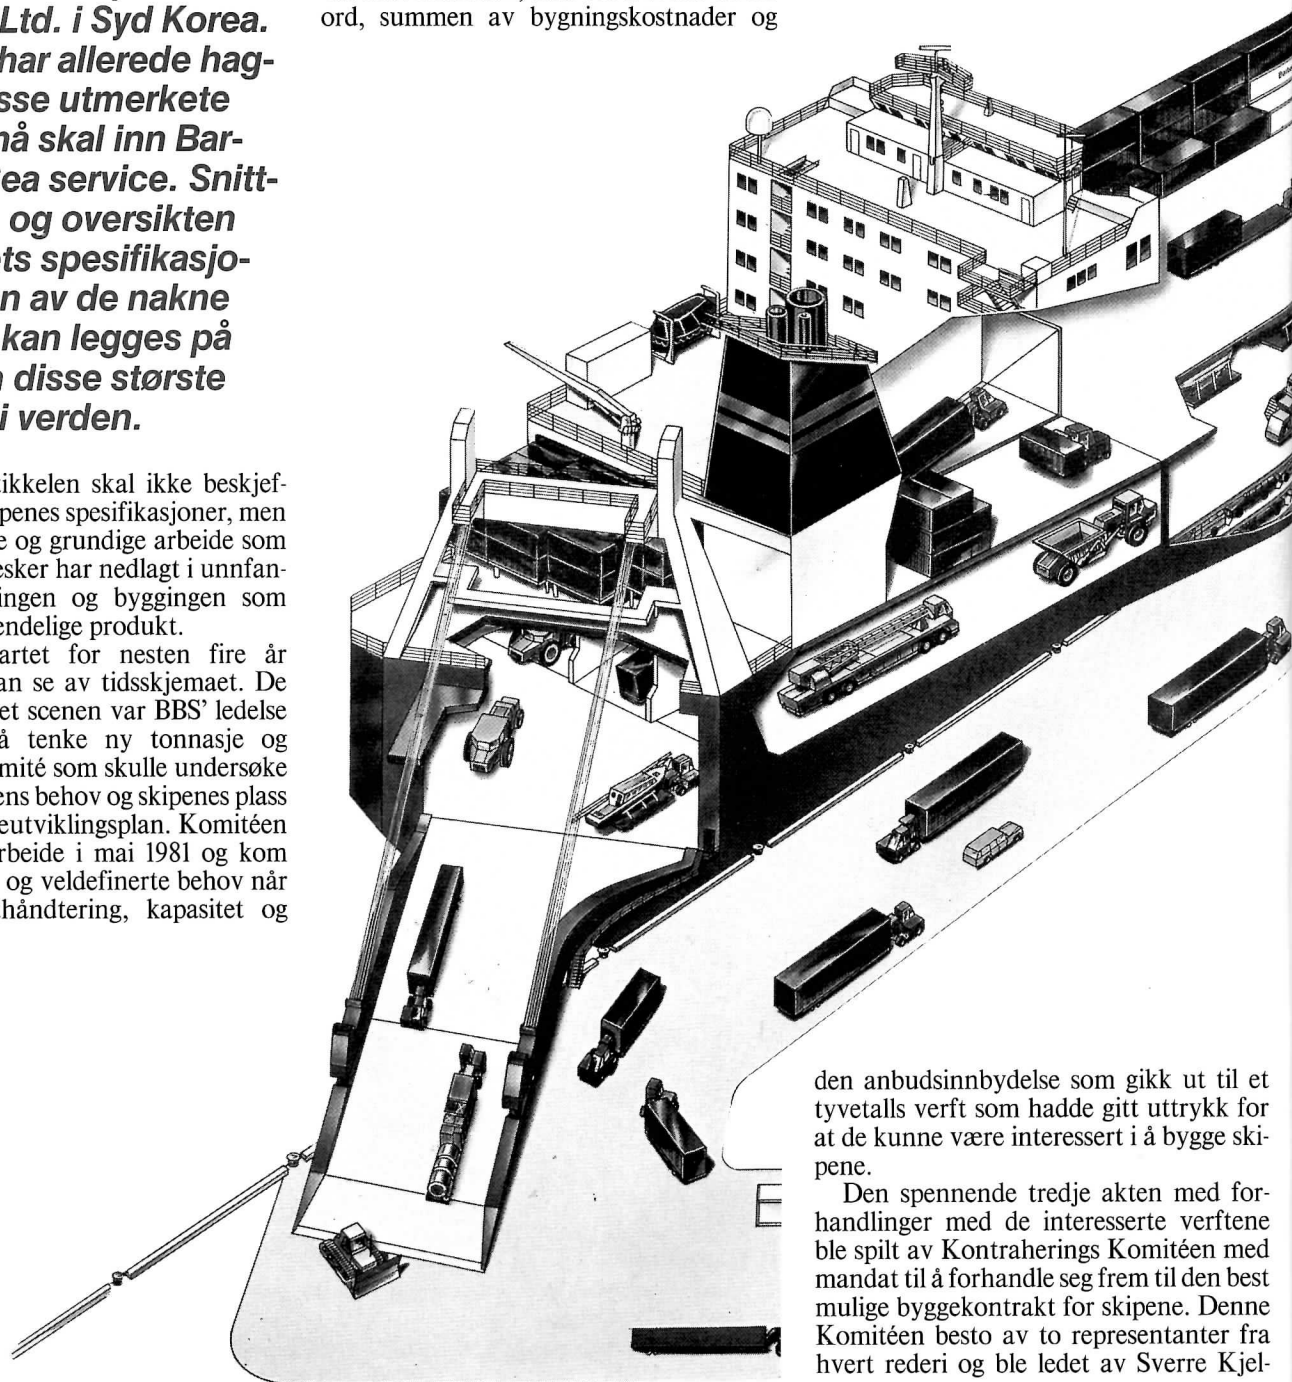 Ltd. i Syd Korea.
har allerede hag-
sse utmerkete
nå skal inn Bar-
ea service. Snitt-
og oversikten
ts spesifikasjo-
n av de nakne
kan legges på
disse største
i verden.
ikkelen skal ikke beskjef-
penes spesifikasjoner, men
e og grundige arbeide som
esker har nedlagt i unnfan-
ingen og byggingen som
endelige produkt.
artet for nesten fire år
an se av tidsskjemaet. De
et scenen var BBS’ ledelse
å tenke ny tonnasje og
mité som skulle undersøke
ens behov og skipenes plass
eutviklingsplan. Komitéen
rbeide i mai 1981 og kom
og veldefinerte behov når
håndtering, kapasitet og
ord, summen av bygningskostnader og
den anbudsinnbydelse som gikk ut til et
tyvetalls verft som hadde gitt uttrykk for
at de kunne være interessert i å bygge ski-
pene.
Den spennende tredje akten med for-
handlinger med de interesserte verftene
ble spilt av Kontraherings Komitéen med
mandat til å forhandle seg frem til den best
mulige byggekontrakt for skipene. Denne
Komitéen besto av to representanter fra
hvert rederi og ble ledet av Sverre Kjel-